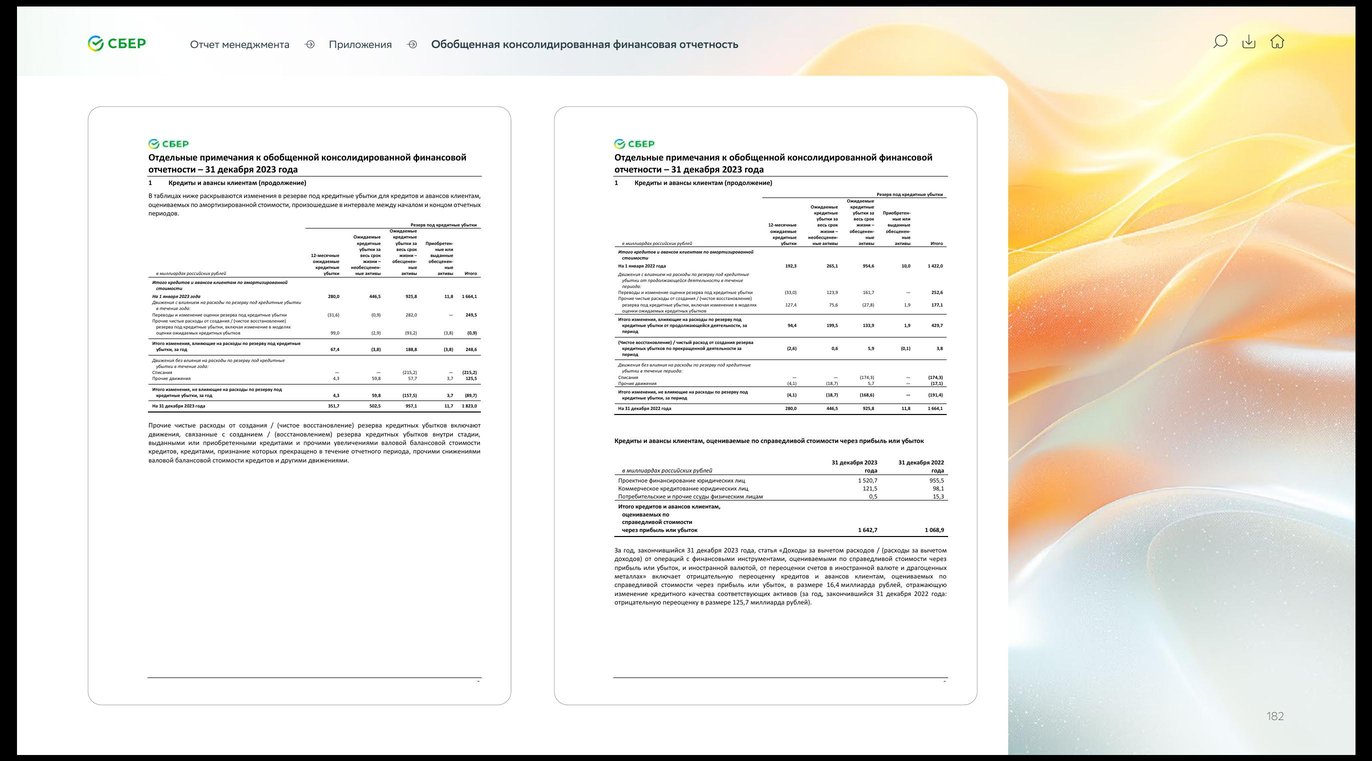 СБЕР
Отчет менеджмента
Приложения
Обобщенная консолидированная финансовая отчетность
СБЕР
Отдельные примечания к обобщенной консолидированной финансовой
отчетности – 31 декабря 2023 года
1 Кредиты и авансы клиентам (продолжение)
В таблицах ниже раскрываются изменения в резерве под кредитные убытки для кредитов и авансов клиентам,
оцениваемых по амортизированной стоимости, произошедшие в интервале между началом и концом отчетных
периодов.
Резерв под кредитные убытки
Ожидаемые
Ожидаемые кредитные
кредитные убытки за Приобретен-
12-месячные убытки за весь срок ные или
ожидаемые весь срок жизни – выданные
кредитные жизни – обесценен- обесценен-
убытки необесценен- ные ные
в миллиардах российских рублей ные активы активы активы Итого
Итого кредитов и авансов клиентам по амортизированной
стоимости
На 1 января 2023 года 280,0 446,5 925,8 11,8 1 664,1
Движения с влиянием на расходы по резерву под кредитные убытки
в течение года:
Переводы и изменение оценки резерва под кредитные убытки (31,6) (0,9) 282,0 — 249,5
Прочие чистые расходы от создания / (чистое восстановление)
резерва под кредитные убытки, включая изменение в моделях
оценки ожидаемых кредитных убытков 99,0 (2,9) (93,2) (3,8) (0,9)
Итого изменения, влияющие на расходы по резерву под кредитные
убытки, за год 67,4 (3,8) 188,8 (3,8) 248,6
Движения без влияния на расходы по резерву под кредитные
убытки в течение года:
Списания — — (215,2) — (215,2)
Прочие движения 4,3 59,8 57,7 3,7 125,5
Итого изменения, не влияющие на расходы по резерву под
кредитные убытки, за год 4,3 59,8 (157,5) 3,7 (89,7)
На 31 декабря 2023 года 351,7 502,5 957,1 11,7 1 823,0
Прочие чистые расходы от создания / (чистое восстановление) резерва кредитных убытков включают
движения, связанные с созданием / (восстановлением) резерва кредитных убытков внутри стадии,
выданными или приобретенными кредитами и прочими увеличениями валовой балансовой стоимости
кредитов, кредитами, признание которых прекращено в течение отчетного периода, прочими снижениями
валовой балансовой стоимости кредитов и другими движениями.
СБЕР
Отдельные примечания к обобщенной консолидированной финансовой
отчетности – 31 декабря 2023 года
1 Кредиты и авансы клиентам (продолжение)
Резерв под кредитные убытки
Ожидаемые
Ожидаемые кредитные
кредитные убытки за Приобретен-
убытки за весь срок ные или
12-месячные весь срок жизни – выданные
ожидаемые жизни – обесценен- обесценен-
кредитные необесценен- ные ные
в миллиардах российских рублей убытки ные активы активы активы Итого
Итого кредитов и авансов клиентам по амортизированной
стоимости
На 1 января 2022 года 192,3 265,1 954,6 10,0 1 422,0
Движения с влиянием на расходы по резерву под кредитные
убытки от продолжающейся деятельности в течение
периода:
Переводы и изменение оценки резерва под кредитные убытки (33,0) 123,9 161,7 — 252,6
Прочие чистые расходы от создания / (чистое восстановление)
резерва под кредитные убытки, включая изменение в моделях
оценки ожидаемых кредитных убытков 127,4 75,6 (27,8) 1,9 177,1
Итого изменения, влияющие на расходы по резерву под
кредитные убытки от продолжающейся деятельности, за
период 94,4 199,5 133,9 1,9 429,7
(Чистое восстановление) / чистый расход от создания резерва
кредитных убытков по прекращенной деятельности за
период (2,6) 0,6 5,9 (0,1) 3,8
Движения без влияния на расходы по резерву под кредитные
убытки в течение периода:
Списания — — (174,3) — (174,3)
Прочие движения (4,1) (18,7) 5,7 — (17,1)
Итого изменения, не влияющие на расходы по резерву под
кредитные убытки, за период (4,1) (18,7) (168,6) — (191,4)
На 31 декабря 2022 года 280,0 446,5 925,8 11,8 1 664,1
Кредиты и авансы клиентам, оцениваемые по справедливой стоимости через прибыль или убыток
31 декабря 2023 31 декабря 2022
в миллиардах российских рублей года года
Проектное финансирование юридических лиц 1 520,7 955,5
Коммерческое кредитование юридических лиц 121,5 98,1
Потребительские и прочие ссуды физическим лицам 0,5 15,3
Итого кредитов и авансов клиентам,
оцениваемых по
справедливой стоимости
через прибыль или убыток 1 642,7 1 068,9
За год, закончившийся 31 декабря 2023 года, статья «Доходы за вычетом расходов / (расходы за вычетом
доходов) от операций с финансовыми инструментами, оцениваемыми по справедливой стоимости через
прибыль или убыток, и иностранной валютой, от переоценки счетов в иностранной валюте и драгоценных
металлах» включает отрицательную переоценку кредитов и авансов клиентам, оцениваемых по
справедливой стоимости через прибыль или убыток, в размере 16,4 миллиарда рублей, отражающую
изменение кредитного качества соответствующих активов (за год, закончившийся 31 декабря 2022 года:
отрицательную переоценку в размере 125,7 миллиарда рублей).
182